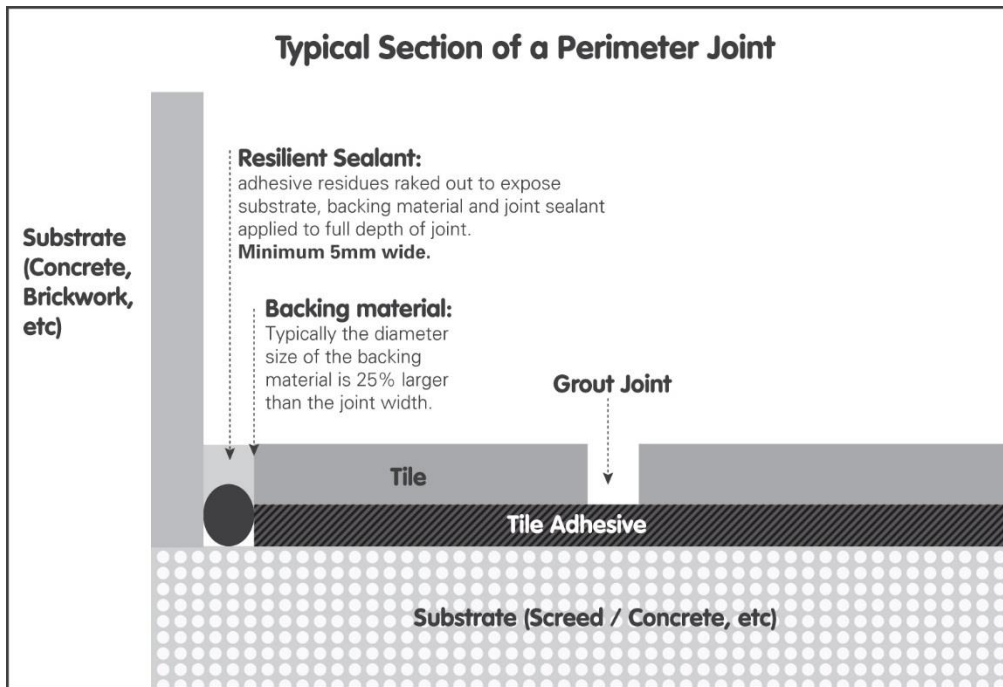 Typical Section of a Perimeter Joint
Resilient Sealant:
adhesive residues raked out to expose
substrate, backing material and joint sealant
applied to full depth of joint.
Minimum 5mm wide.
Substrate
(Concrete,
Brickwork,
etc)
Backing material:
Typically the diameter
size of the backing
material is 25% larger
than the joint width.
Grout Joint
Tile
Tile Adhesive
Substrate (Screed / Concrete, etc)